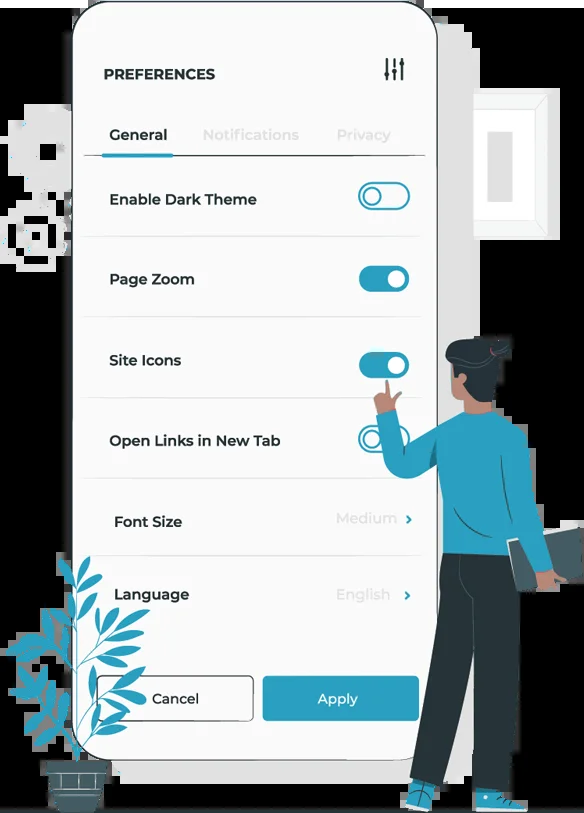 PREFERENCES
General Notifications Privacy
Enable Dark Theme
Page Zoom
Site Icons
Open Links in New Tab
Font Size Medium
Language English
Cancel Apply